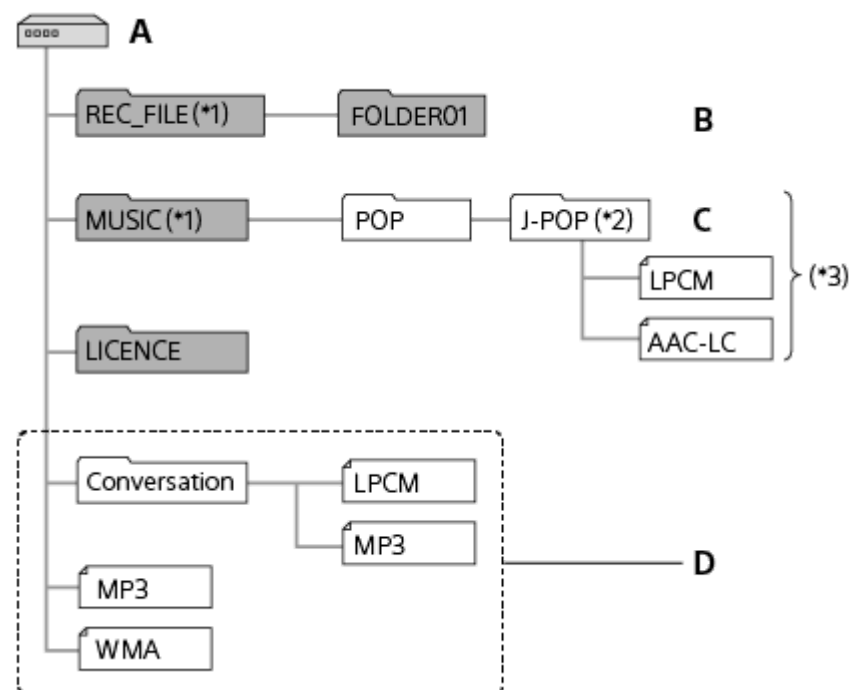 A
REC_FILE(*1) FOLDER01 B
MUSIC(*1) POP J-POP(*2) C
LPCM (*3)
AAC-LC
LICENCE
Conversation LPCM
MP3
D
MP3
WMA